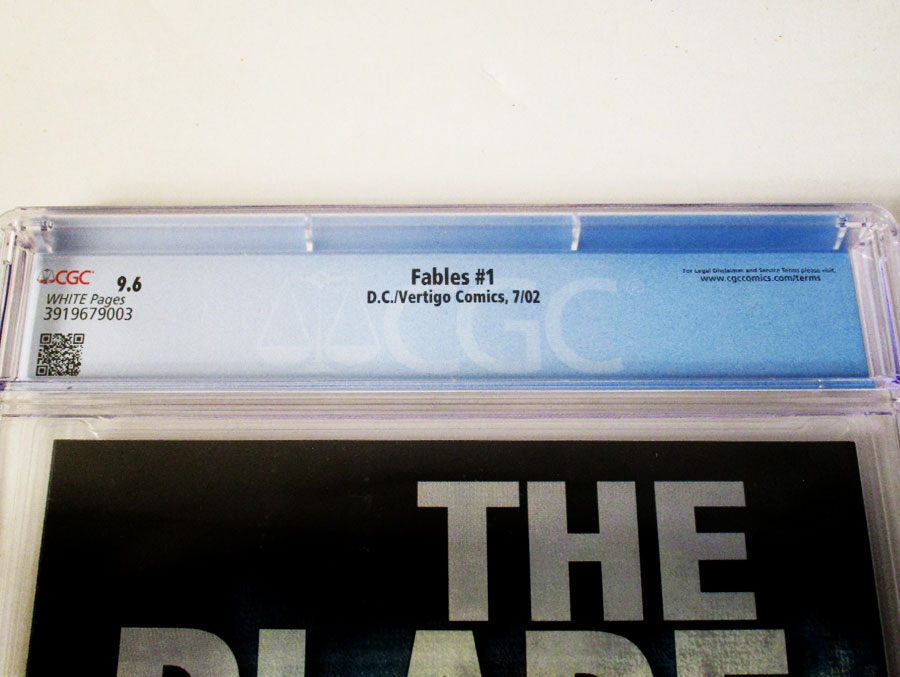 CGC 9.6
WHITE Pages
3919679003
Fables #1
D.C./Vertigo Comics, 7/02
For Legal Disclaimer and Service Terms please visit,
www.cgccomics.com/terms
CGC
THE
BLADE